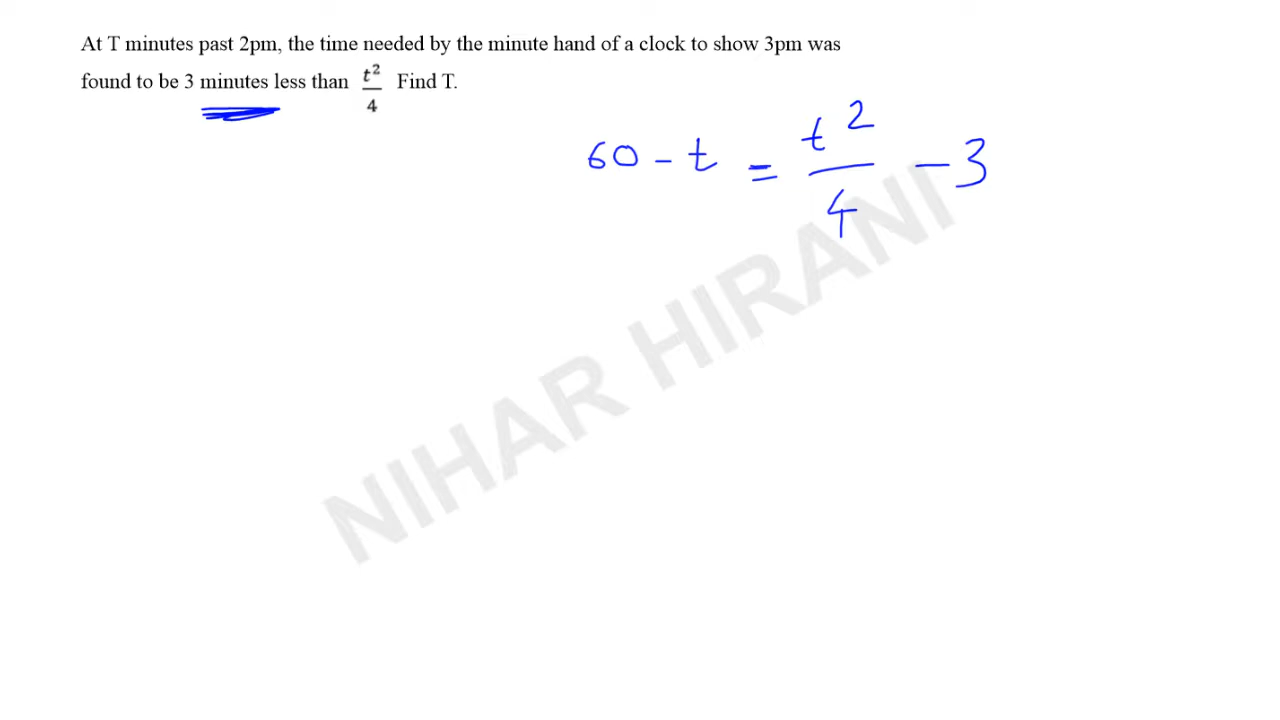 At T minutes past 2pm, the time needed by the minute hand of a clock to show 3pm was
found to be 3 minutes less than t²/4 Find T.
60 - t = t²/4 - 3
NIHAR HIRANI